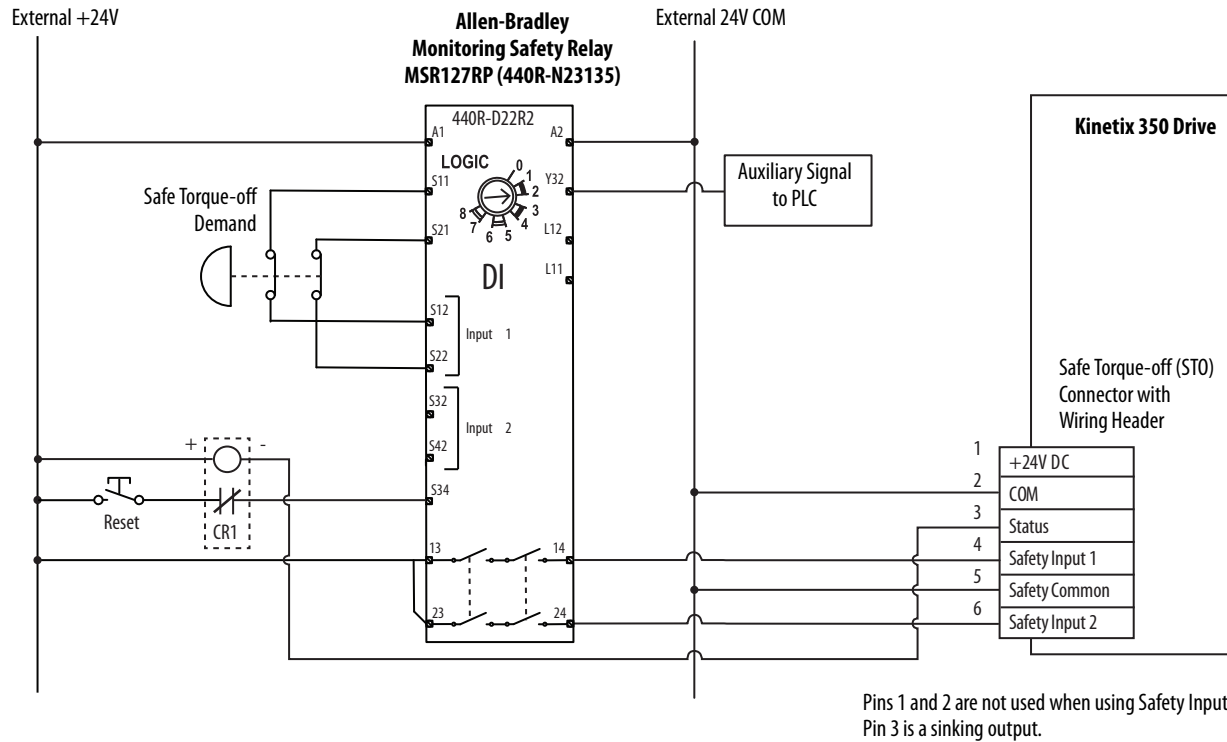 External +24V
Allen-Bradley
Monitoring Safety Relay
MSR127RP (440R-N23135)
External 24V COM
Kinetix 350 Drive
440R-D22R2
A1
A2
LOGIC
0
1
2
3
4
5
6
7
8
S11
Y32
Auxiliary Signal
to PLC
Safe Torque-off
Demand
S21
L12
DI
L11
S12
Input 1
S22
S32
Input 2
S42
Safe Torque-off (STO)
Connector with
Wiring Header
+ -
S34
Reset
CR1
13
14
23
24
1 +24V DC
2 COM
3 Status
4 Safety Input 1
5 Safety Common
6 Safety Input 2
Pins 1 and 2 are not used when using Safety Input
Pin 3 is a sinking output.